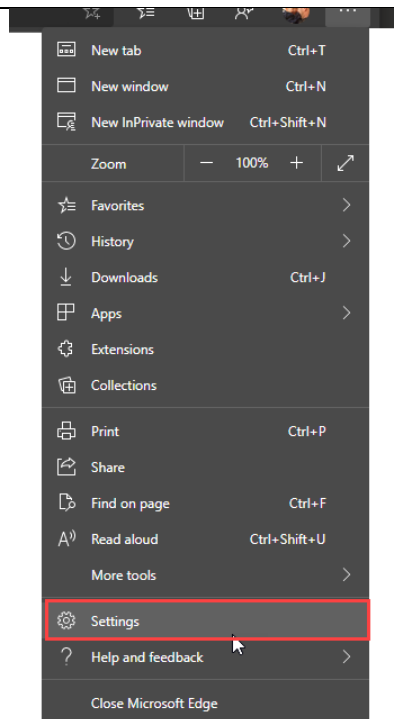 New tab Ctrl+T
New window Ctrl+N
New InPrivate window Ctrl+Shift+N
Zoom — 100% +
Favorites
History
Downloads Ctrl+J
Apps
Extensions
Collections
Print Ctrl+P
Share
Find on page Ctrl+F
Read aloud Ctrl+Shift+U
More tools
Settings
Help and feedback
Close Microsoft Edge